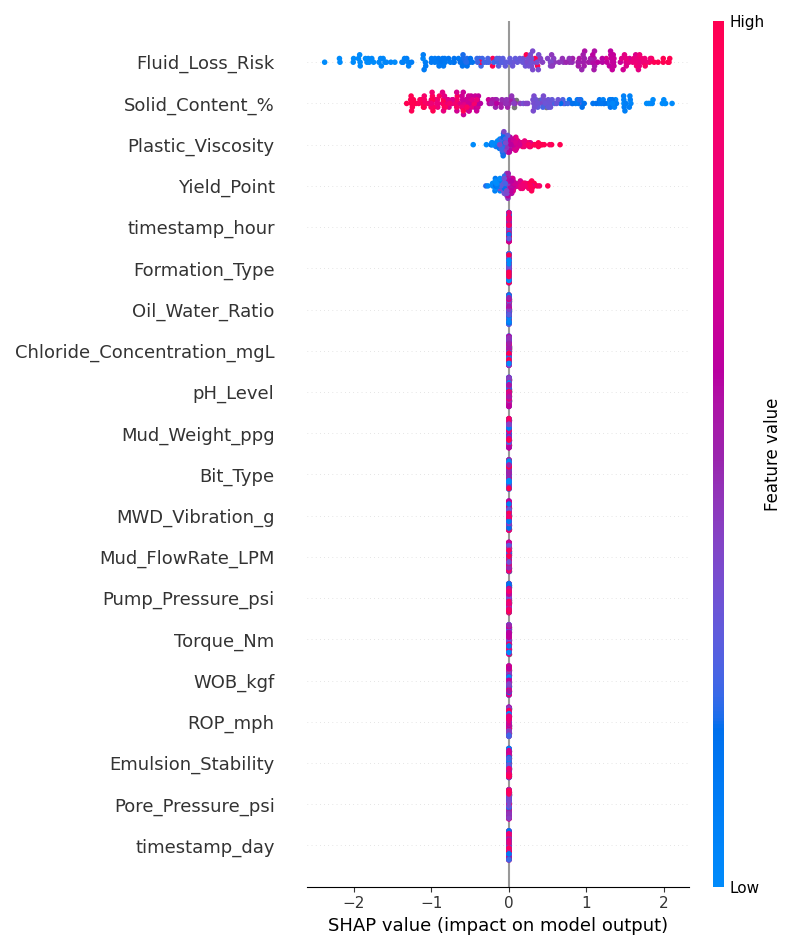 High
Fluid_Loss_Risk
Solid_Content_%
Plastic_Viscosity
Yield_Point
timestamp_hour
Formation_Type
Oil_Water_Ratio
Chloride_Concentration_mgL
pH_Level
Mud_Weight_ppg
Bit_Type
MWD_Vibration_g
Mud_FlowRate_LPM
Pump_Pressure_psi
Torque_Nm
WOB_kgf
ROP_mph
Emulsion_Stability
Pore_Pressure_psi
timestamp_day
Feature value
Low
−2 −1 0 1 2
SHAP value (impact on model output)